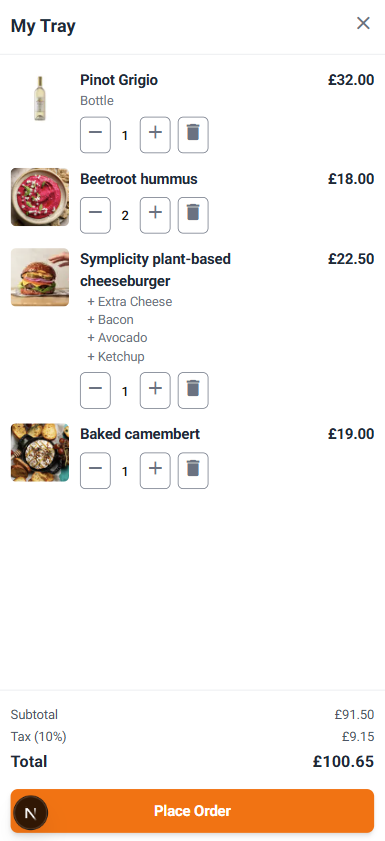 My Tray
Pinot Grigio £32.00
Bottle
1
Beetroot hummus £18.00
2
Symplicity plant-based £22.50
cheeseburger
+ Extra Cheese
+ Bacon
+ Avocado
+ Ketchup
1
Baked camembert £19.00
1
Subtotal £91.50
Tax (10%) £9.15
Total £100.65
N Place Order